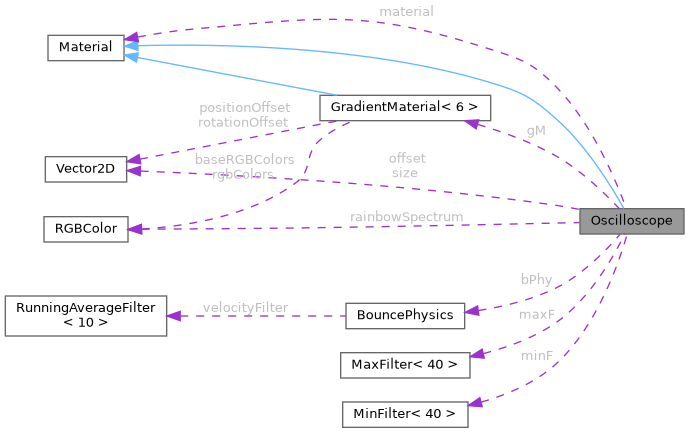 material
Material
GradientMaterial< 6 >
positionOffset
rotationOffset
gM
Vector2D
baseRGBColors
rgbColors
offset
size
Oscilloscope
rainbowSpectrum
RGBColor
bPhy
RunningAverageFilter
< 10 >
velocityFilter
BouncePhysics
maxF
MaxFilter< 40 >
minF
MinFilter< 40 >